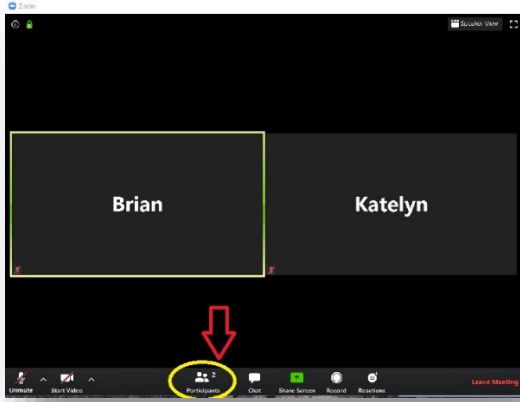 Zoom
Speaker View
Brian
Katelyn
2
Unmute Start Video Participants Chat Share Screen Record Reactions Leave Meeting